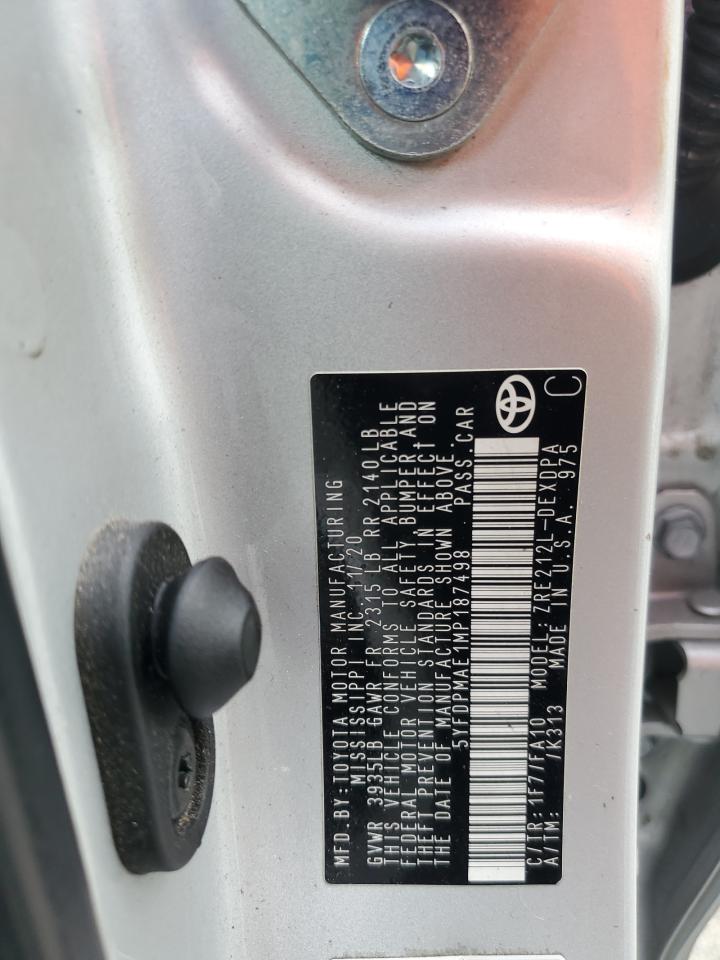 MFD. BY: TOYOTA MOTOR MANUFACTURING
MISSISSIPPI INC. 11/20
GVWR 3935LB GAWR FR 2315 LB RR 2140LB
THIS VEHICLE CONFORMS TO ALL APPLICABLE
FEDERAL MOTOR VEHICLE SAFETY BUMPER AND
THEFT PREVENTION STANDARDS IN EFFECT ON
THE DATE OF MANUFACTURE SHOWN ABOVE.
5YFDPMAE1MP187498 PASS.CAR
C/TR: 1F7/FA10 MODEL: ZRE212L-DEXDPA
A/TM: /K313 MADE IN U.S.A. 975
C